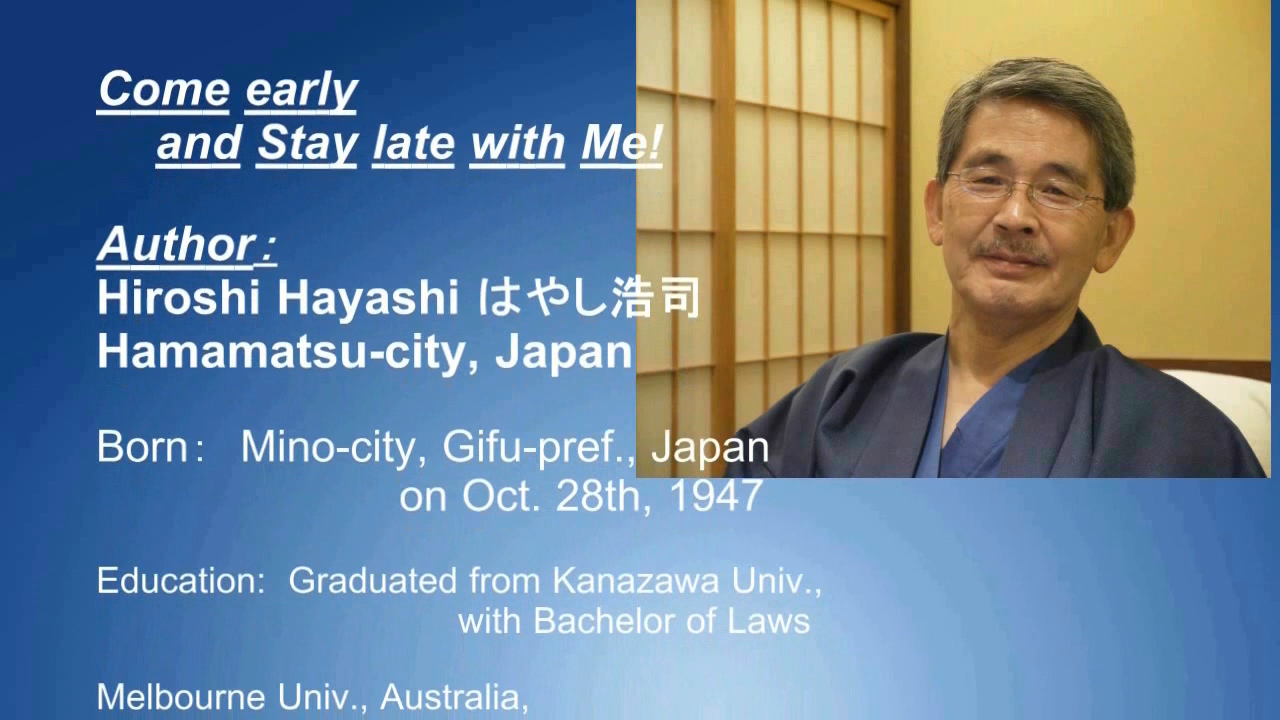 Come early
and Stay late with Me!
Author：
Hiroshi Hayashi はやし浩司
Hamamatsu-city, Japan
Born： Mino-city, Gifu-pref., Japan
on Oct. 28th, 1947
Education: Graduated from Kanazawa Univ.,
with Bachelor of Laws
Melbourne Univ., Australia,